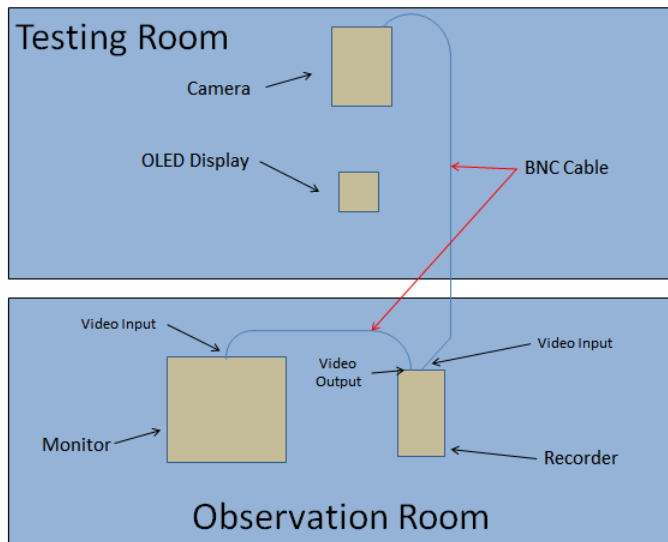 Testing Room
Camera
OLED Display
BNC Cable
Video Input
Video
Output
Video Input
Monitor
Recorder
Observation Room